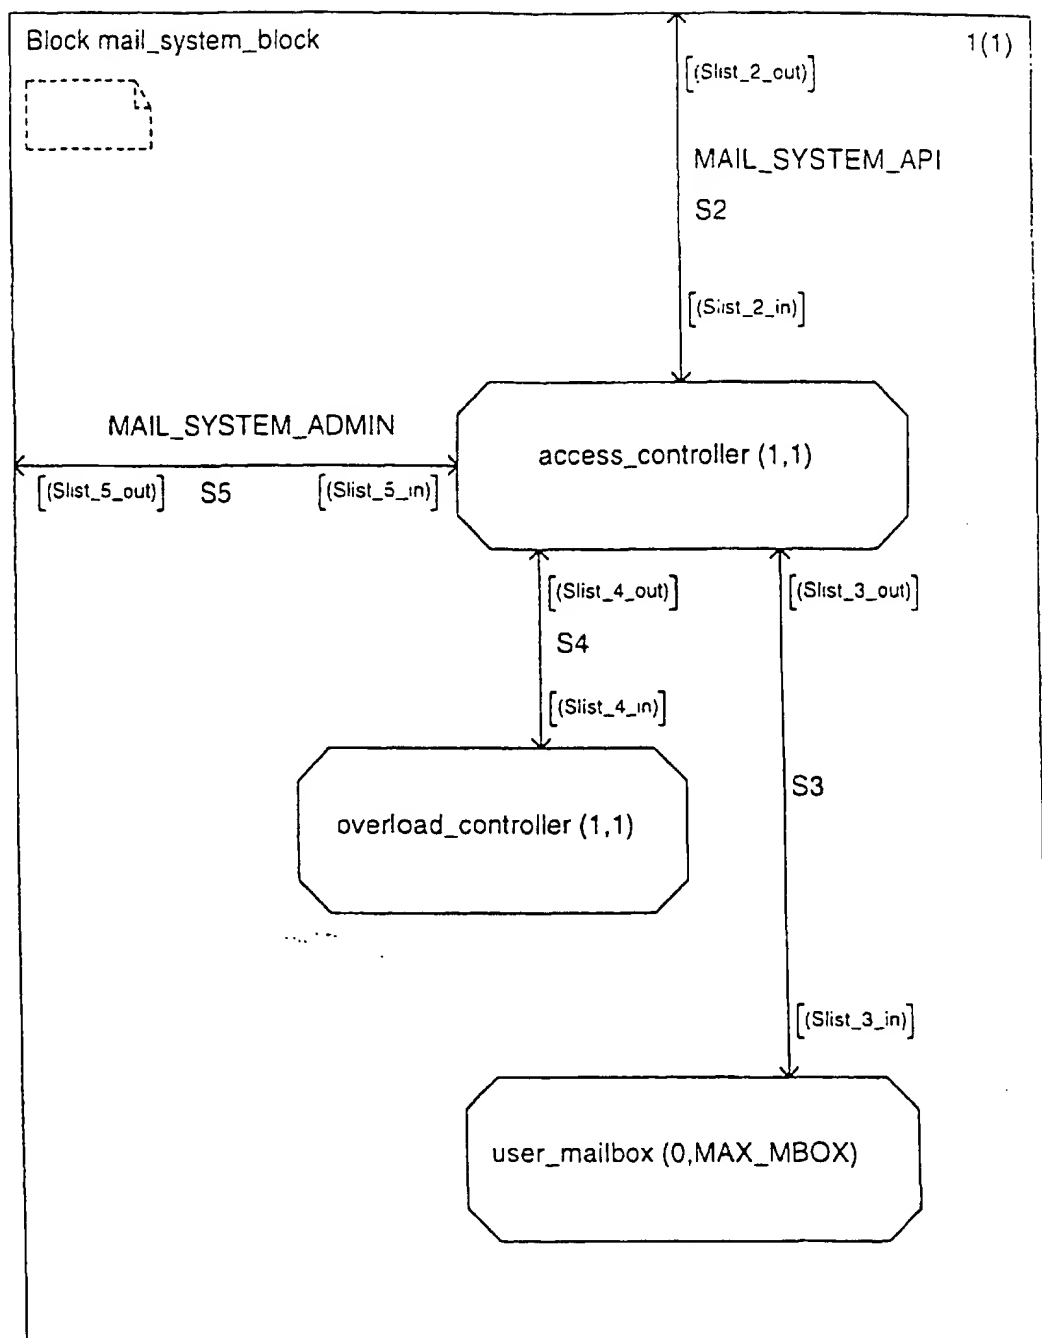 Block mail_system_block
1(1)
[(Slist_2_out)]
MAIL_SYSTEM_API
S2
[(Slist_2_in)]
MAIL_SYSTEM_ADMIN
access_controller (1,1)
[(Slist_5_out)] S5 [(Slist_5_in)]
[(Slist_4_out)] [(Slist_3_out)]
S4
[(Slist_4_in)]
S3
overload_controller (1,1)
[(Slist_3_in)]
user_mailbox (0,MAX_MBOX)